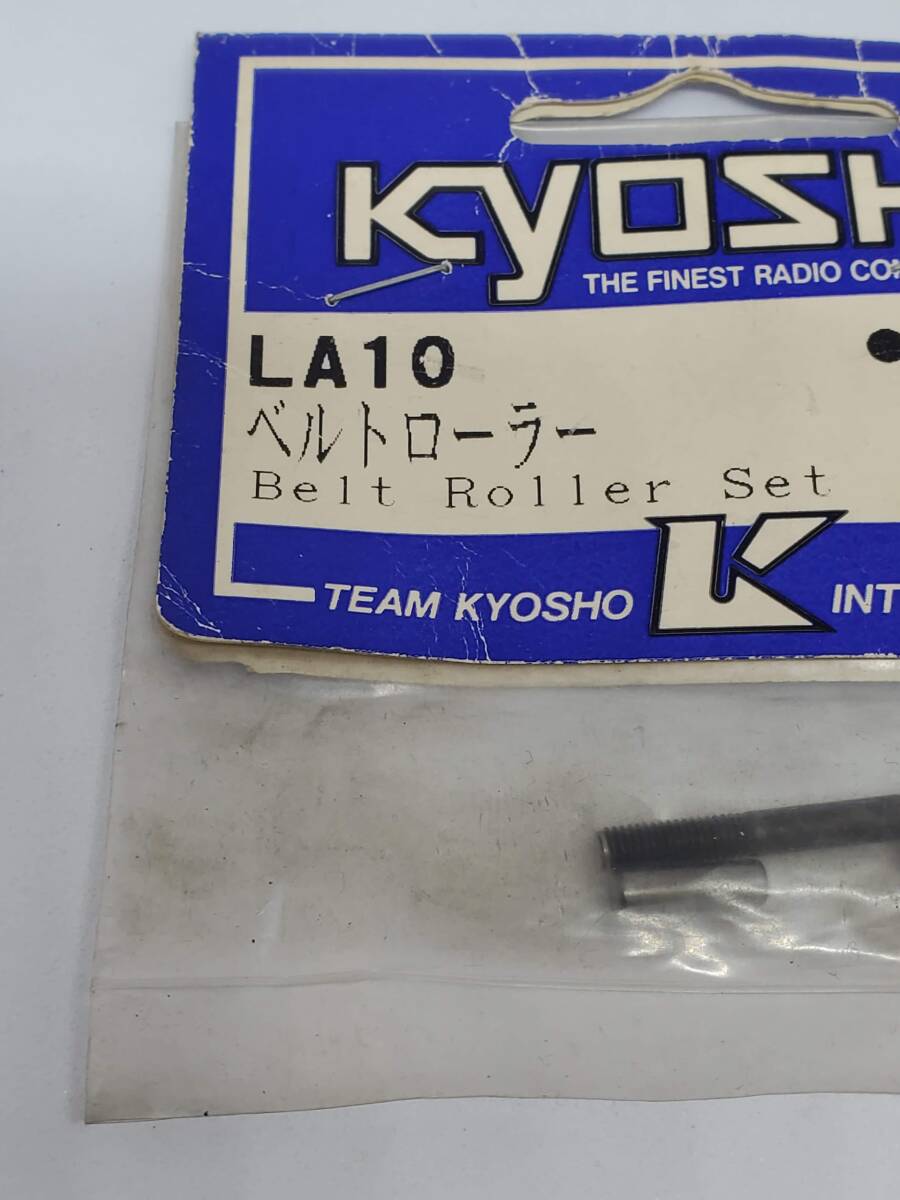 KYOSH
THE FINEST RADIO CO
LA10
ベルトローラー
Belt Roller Set
TEAM KYOSHO K INT